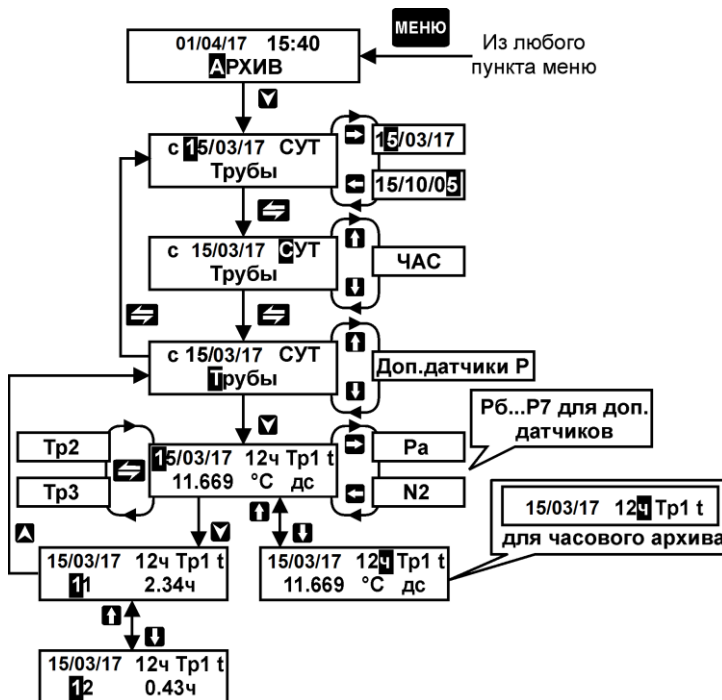 МЕНЮ
01/04/17 15:40
АРХИВ
Из любого
пункта меню
с 15/03/17 СУТ
Трубы
15/03/17
15/10/05
с 15/03/17 СУТ
Трубы
ЧАС
с 15/03/17 СУТ
Трубы
Доп.датчики Р
Рб...Р7 для доп.
датчиков
Тр2
Тр3
15/03/17 12ч Тр1 t
11.669 °С дс
Ра
N2
15/03/17 12ч Тр1 t
для часового архива
15/03/17 12ч Тр1 t
11 2.34ч
15/03/17 12ч Тр1 t
11.669 °С дс
15/03/17 12ч Тр1 t
12 0.43ч